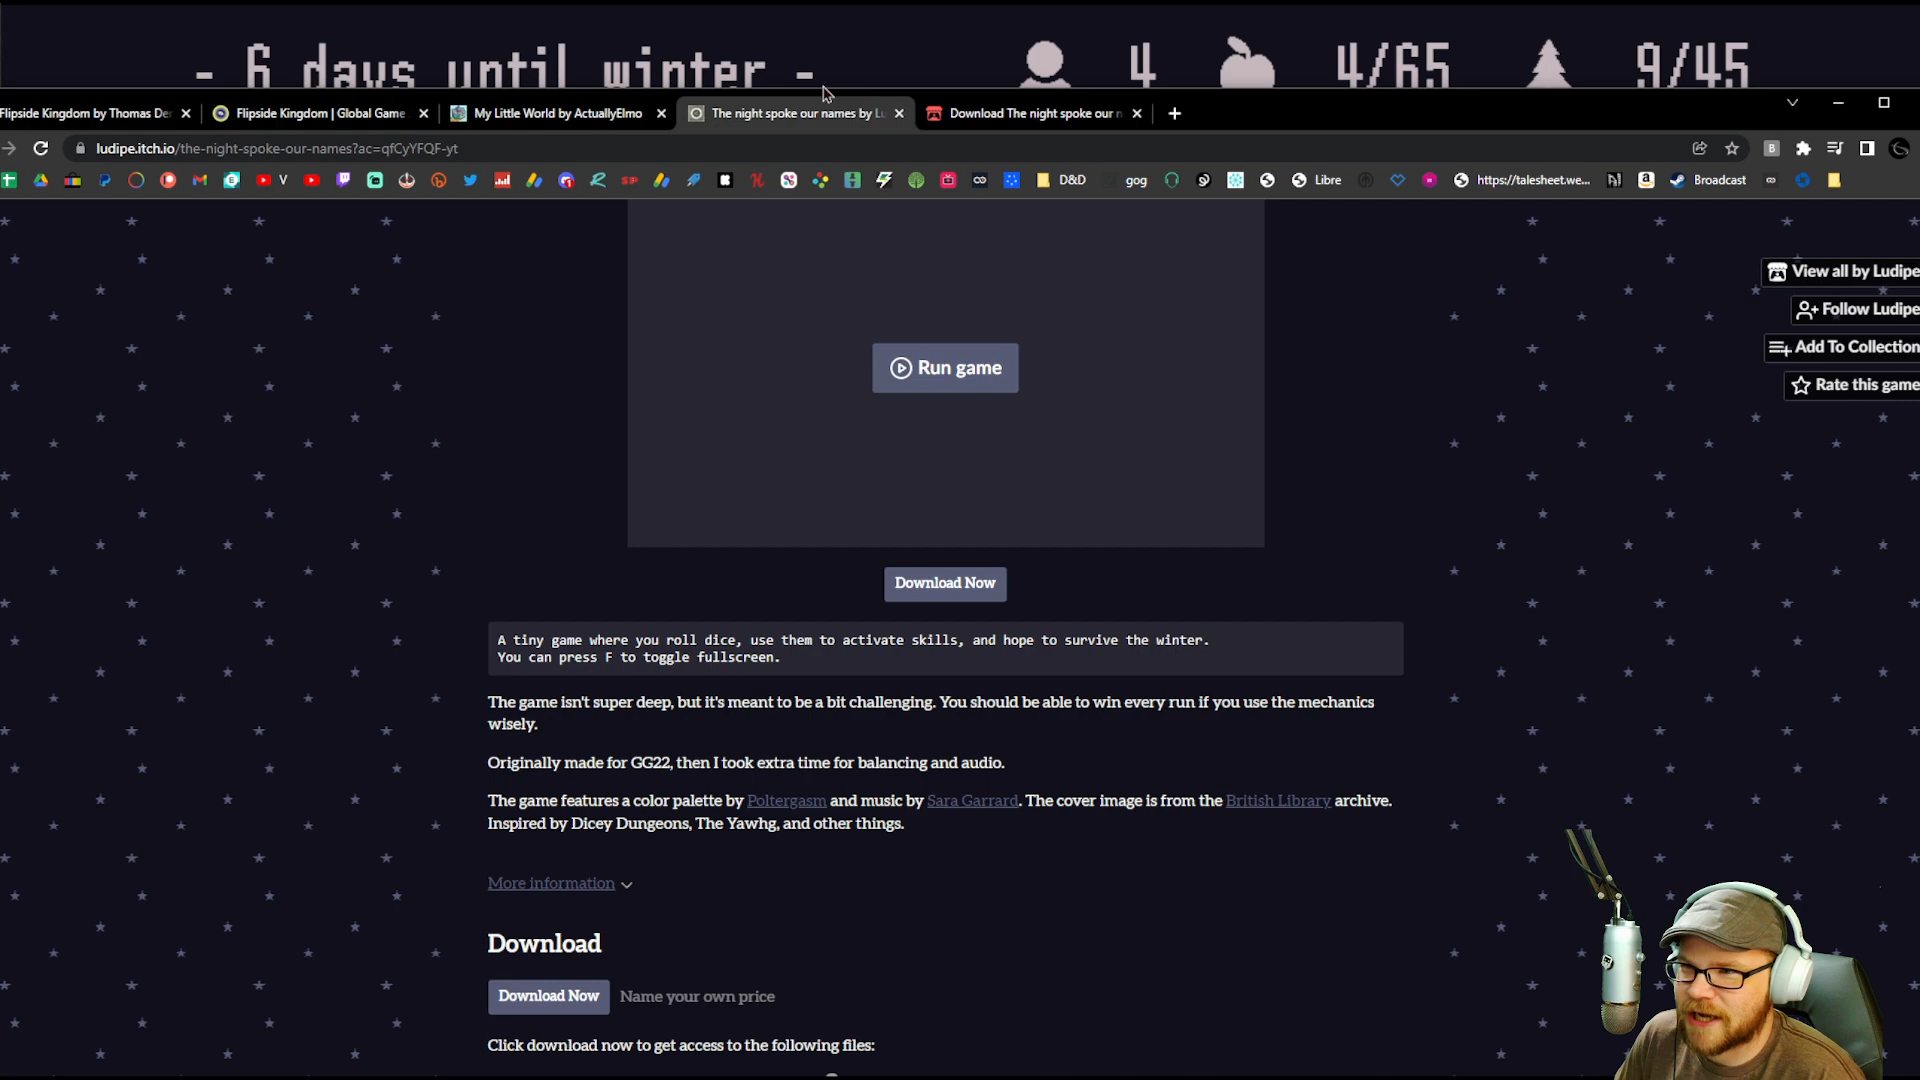 - 6 days until winter -
4
4/65
9/45
Flipside Kingdom by Thomas De
Flipside Kingdom | Global Game
My Little World by ActuallyElmo
The night spoke our names by Lu
Download The night spoke our n
ludipe.itch.io/the-night-spoke-our-names?ac=qfCyYFQF-yt
V
D&D
gog
Libre
https://talesheet.we...
Broadcast
View all by Ludipe
Follow Ludipe
Add To Collection
Rate this game
Run game
Download Now
A tiny game where you roll dice, use them to activate skills, and hope to survive the winter.
You can press F to toggle fullscreen.
The game isn't super deep, but it's meant to be a bit challenging. You should be able to win every run if you use the mechanics
wisely.
Originally made for GG22, then I took extra time for balancing and audio.
The game features a color palette by Poltergasm and music by Sara Garrard. The cover image is from the British Library archive.
Inspired by Dicey Dungeons, The Yawhg, and other things.
More information
Download
Download Now
Name your own price
Click download now to get access to the following files: